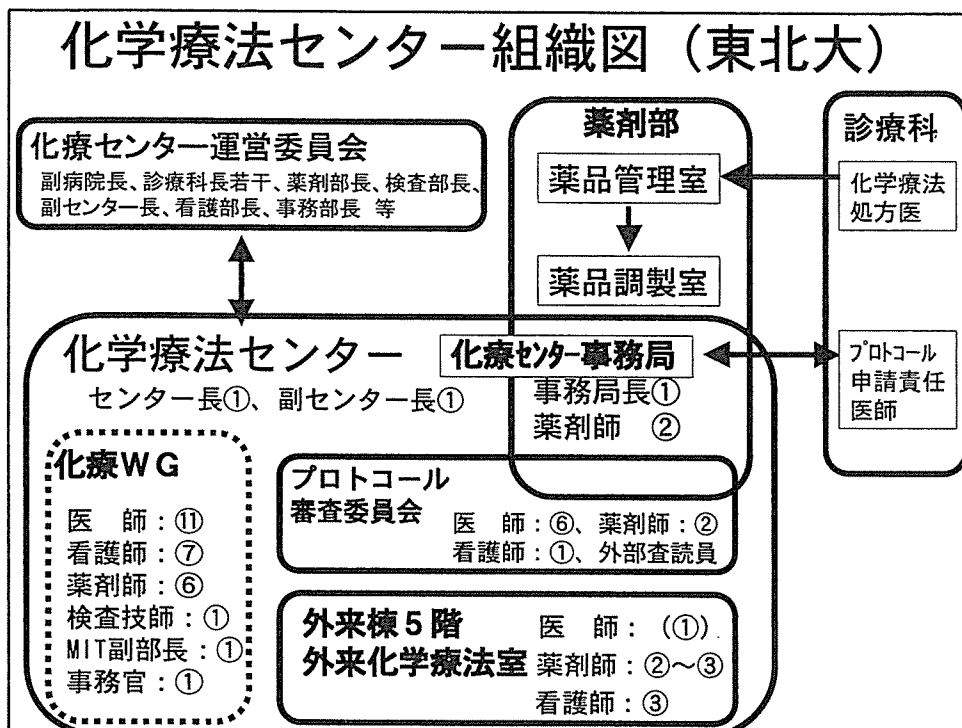 化学療法センター組織図（東北大）
化療センター運営委員会
副病院長、診療科長若干、薬剤部長、検査部長、
副センター長、看護部長、事務部長 等
薬剤部
薬品管理室
薬品調製室
診療科
化学療法
処方医
プロトコール
申請責任
医師
化学療法センター
センター長①、副センター長①
化療センター事務局
事務局長①
薬剤師 ②
化療ＷＧ
医 師：⑪
看護師：⑦
薬剤師：⑥
検査技師：①
MIT副部長：①
事務官：①
プロトコール
審査委員会
医 師：⑥、薬剤師：②
看護師：①、外部査読員
外来棟５階
外来化学療法室
医 師：（①）
薬剤師：②～③
看護師：③